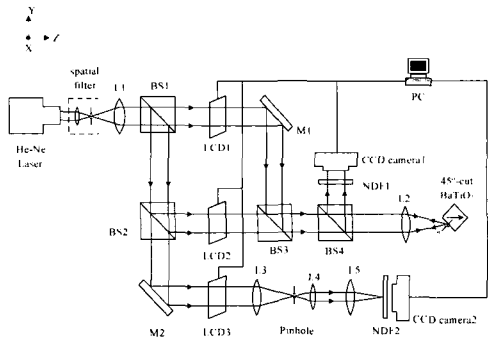 Y
X Z
spatial
filter
L1
BS1
He-Ne
Laser
LCD1
M1
PC
CCD camera1
NDF1
45°-cut
BaTiO3
L2
BS2
LCD2
BS3
BS4
M2
LCD3
L3
Pinhole
L4
L5
NDF2
CCD camera2